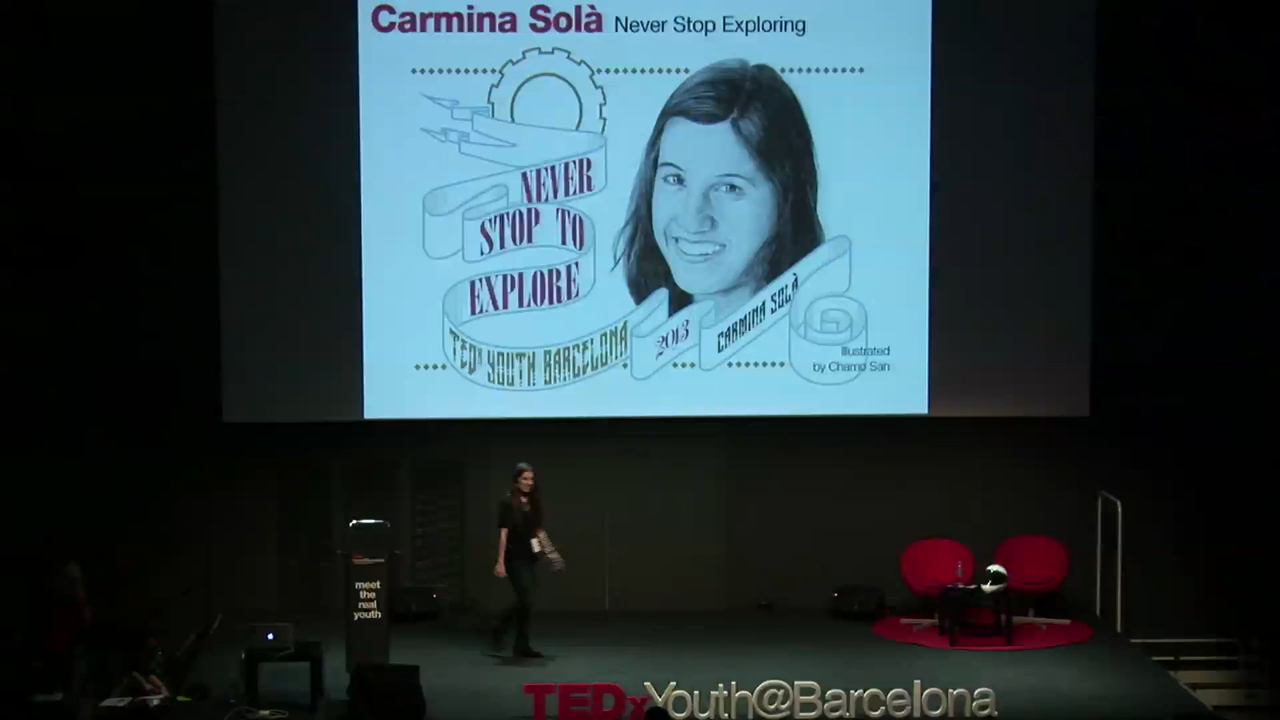 Carmina Solà Never Stop Exploring
NEVER
STOP TO
EXPLORE
TEDx YOUTH BARCELONA
2013
CARMINA SOLÀ
Illustrated
by Champ San
meet
the
real
youth
TEDxYouth@Barcelona